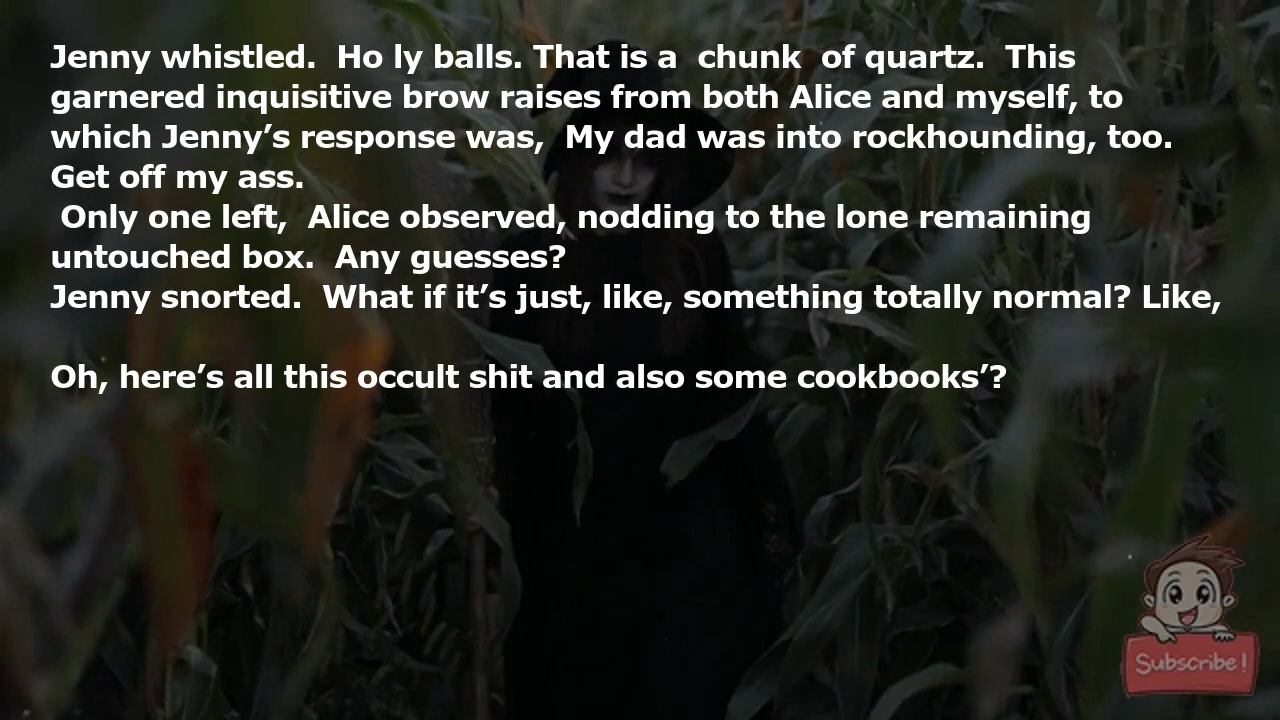 Jenny whistled.  Ho ly balls. That is a  chunk  of quartz.  This
garnered inquisitive brow raises from both Alice and myself, to
which Jenny’s response was,  My dad was into rockhounding, too.
Get off my ass.
Only one left,  Alice observed, nodding to the lone remaining
untouched box.  Any guesses?
Jenny snorted.  What if it’s just, like, something totally normal? Like,
Oh, here’s all this occult shit and also some cookbooks’?
Subscribe!